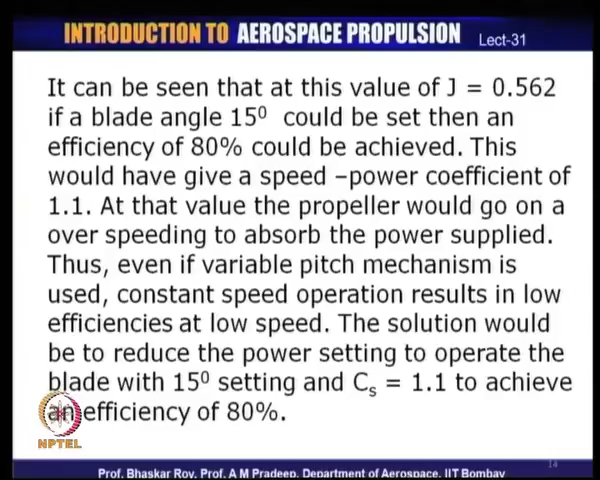 INTRODUCTION TO AEROSPACE PROPULSION Lect-31
It can be seen that at this value of J = 0.562
if a blade angle 15⁰ could be set then an
efficiency of 80% could be achieved. This
would have give a speed –power coefficient of
1.1. At that value the propeller would go on a
over speeding to absorb the power supplied.
Thus, even if variable pitch mechanism is
used, constant speed operation results in low
efficiencies at low speed. The solution would
be to reduce the power setting to operate the
blade with 15⁰ setting and Cₛ = 1.1 to achieve
an efficiency of 80%.
NPTEL
14
Prof. Bhaskar Roy, Prof. A M Pradeep, Department of Aerospace, IIT Bombay